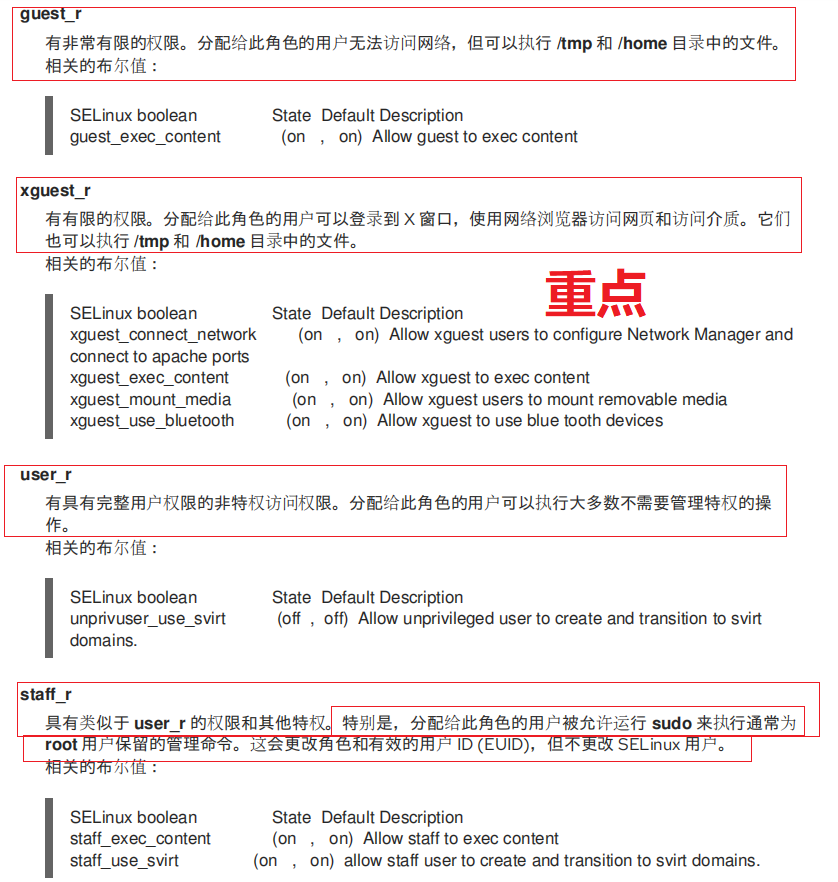 guest_r
有非常有限的权限。分配给此角色的用户无法访问网络，但可以执行 /tmp 和 /home 目录中的文件。
相关的布尔值：
SELinux boolean State Default Description
guest_exec_content (on , on) Allow guest to exec content
xguest_r
有有限的权限。分配给此角色的用户可以登录到 X 窗口，使用网络浏览器访问网页和访问介质。它们
也可以执行 /tmp 和 /home 目录中的文件。
相关的布尔值：
重点
SELinux boolean State Default Description
xguest_connect_network (on , on) Allow xguest users to configure Network Manager and
connect to apache ports
xguest_exec_content (on , on) Allow xguest to exec content
xguest_mount_media (on , on) Allow xguest users to mount removable media
xguest_use_bluetooth (on , on) Allow xguest to use blue tooth devices
user_r
有具有完整用户权限的非特权访问权限。分配给此角色的用户可以执行大多数不需要管理特权的操
作。
相关的布尔值：
SELinux boolean State Default Description
unprivuser_use_svirt (off , off) Allow unprivileged user to create and transition to svirt
domains.
staff_r
具有类似于 user_r 的权限和其他特权。特别是，分配给此角色的用户被允许运行 sudo 来执行通常为
root 用户保留的管理命令。这会更改角色和有效的用户 ID (EUID)，但不更改 SELinux 用户。
相关的布尔值：
SELinux boolean State Default Description
staff_exec_content (on , on) Allow staff to exec content
staff_use_svirt (on , on) allow staff user to create and transition to svirt domains.